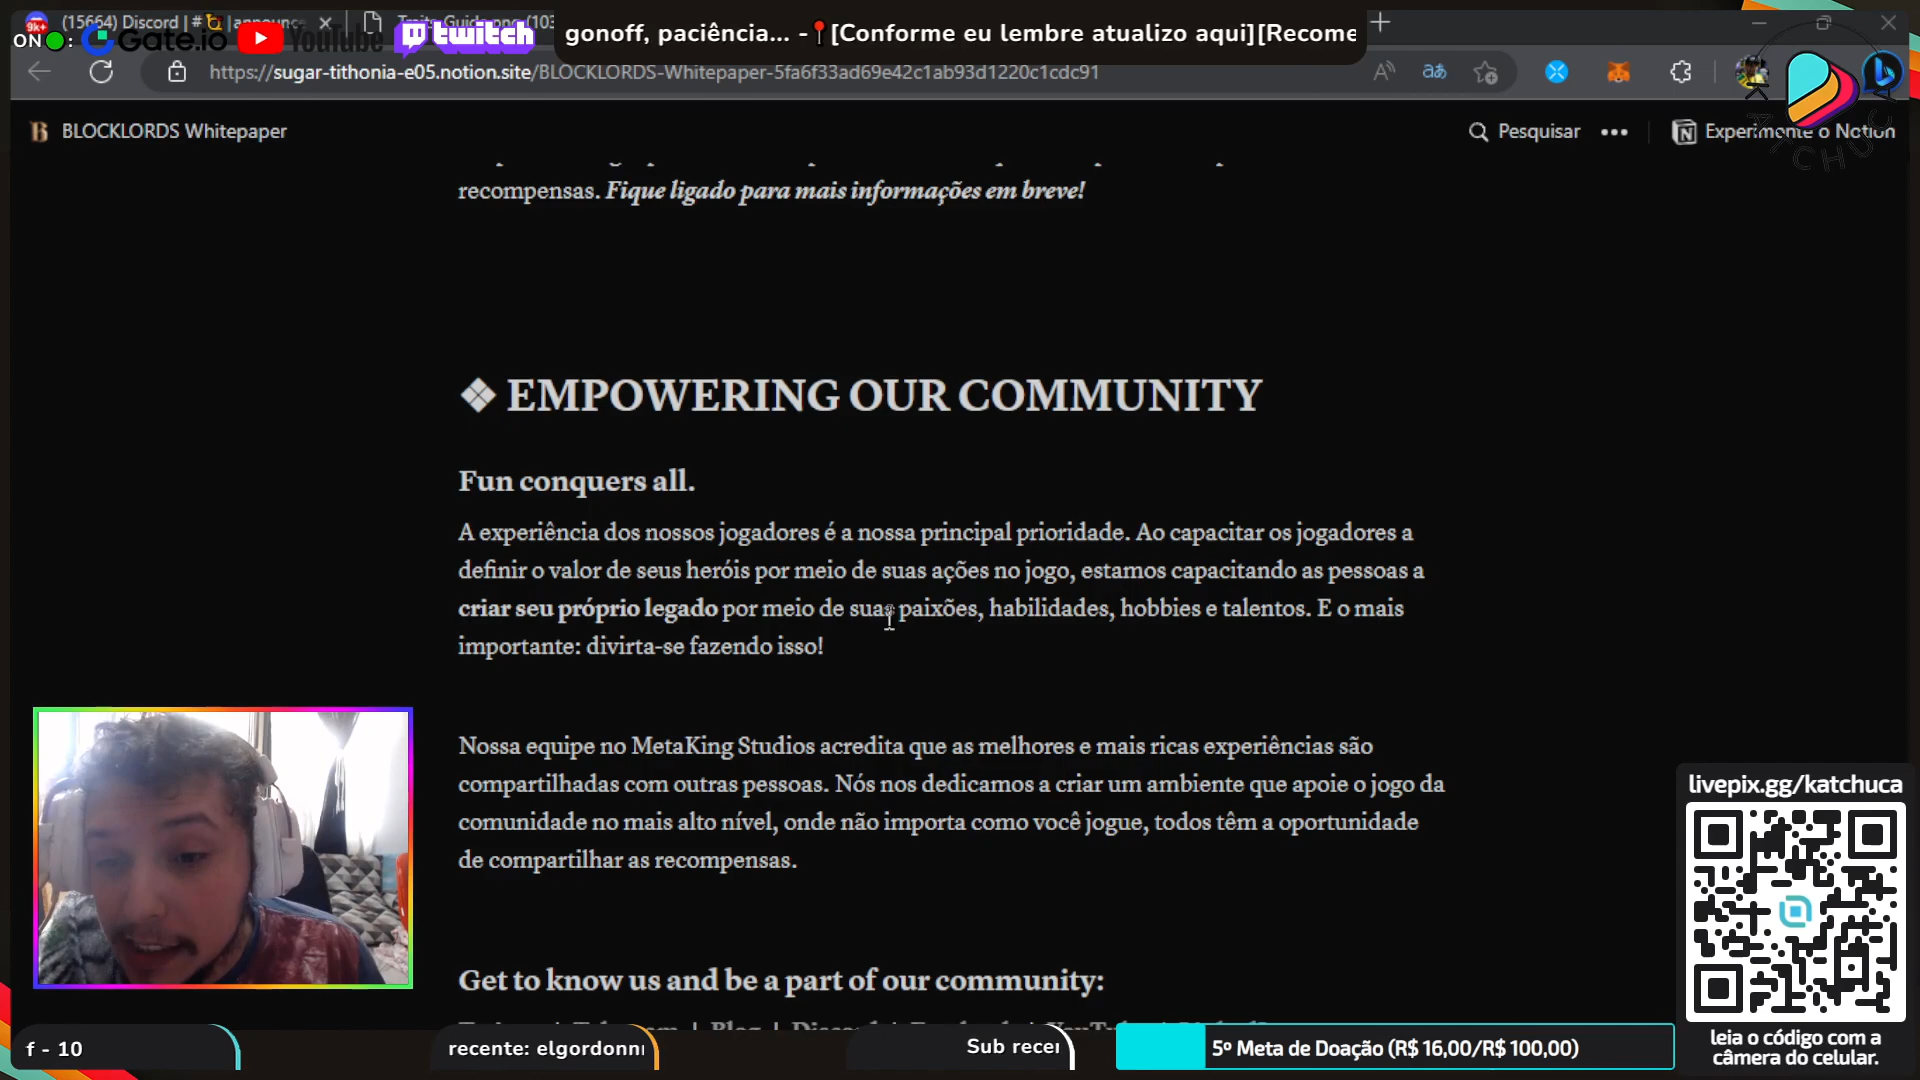 (15664) Discord | # | announc
Traits-Guide.png (103
ON :
Gate.io
YouTube
twitch
gonoff, paciência... - [Conforme eu lembre atualizo aqui][Recome
https://sugar-tithonia-e05.notion.site/BLOCKLORDS-Whitepaper-5fa6f33ad69e42c1ab93d1220c1cdc91
BLOCKLORDS Whitepaper
Pesquisar
Experimente o Notion
KATCHUCA
recompensas. Fique ligado para mais informações em breve!
❖ EMPOWERING OUR COMMUNITY
Fun conquers all.
A experiência dos nossos jogadores é a nossa principal prioridade. Ao capacitar os jogadores a
definir o valor de seus heróis por meio de suas ações no jogo, estamos capacitando as pessoas a
criar seu próprio legado por meio de suas paixões, habilidades, hobbies e talentos. E o mais
importante: divirta-se fazendo isso!
Nossa equipe no MetaKing Studios acredita que as melhores e mais ricas experiências são
compartilhadas com outras pessoas. Nós nos dedicamos a criar um ambiente que apoie o jogo da
comunidade no mais alto nível, onde não importa como você jogue, todos têm a oportunidade
de compartilhar as recompensas.
Get to know us and be a part of our community:
livepix.gg/katchuca
leia o código com a
câmera do celular.
f - 10
recente: elgordonn
Sub recer
5º Meta de Doação (R$ 16,00/R$ 100,00)